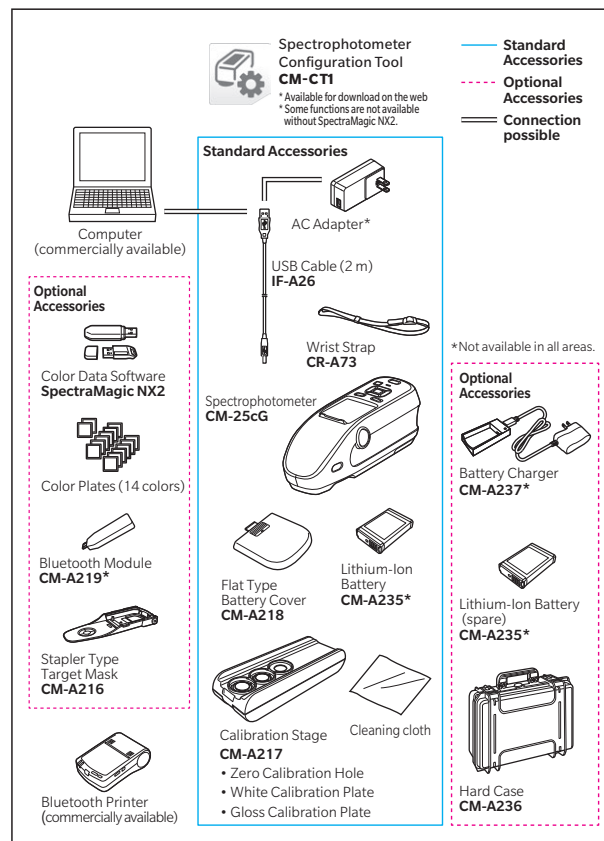 Spectrophotometer
Configuration Tool
CM-CT1
* Available for download on the web
* Some functions are not available
without SpectraMagic NX2.
Standard
Accessories
Optional
Accessories
Connection
possible
Computer
(commercially available)
Standard Accessories
AC Adapter*
USB Cable (2 m)
IF-A26
Wrist Strap
CR-A73
Spectrophotometer
CM-25cG
Flat Type
Battery Cover
CM-A218
Lithium-Ion
Battery
CM-A235*
Calibration Stage
CM-A217
• Zero Calibration Hole
• White Calibration Plate
• Gloss Calibration Plate
Cleaning cloth
Optional
Accessories
Color Data Software
SpectraMagic NX2
Color Plates (14 colors)
Bluetooth Module
CM-A219*
Stapler Type
Target Mask
CM-A216
Bluetooth Printer
(commercially available)
*Not available in all areas.
Optional
Accessories
Battery Charger
CM-A237*
Lithium-Ion Battery
(spare)
CM-A235*
Hard Case
CM-A236